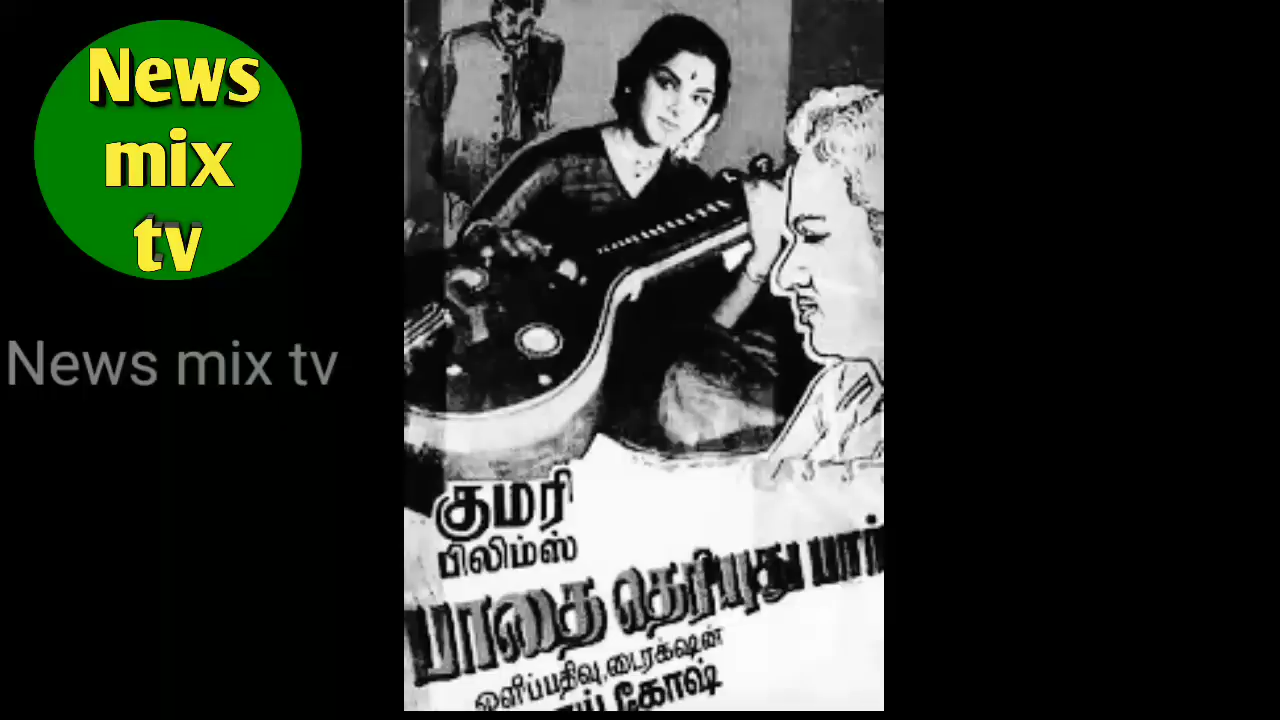 News
mix
tv
News mix tv
குமரி
பிலிம்ஸ்
பாதை தெரியுது பார்
ஒளிப்பதிவு, டைரக்ஷன்
கோஷ்